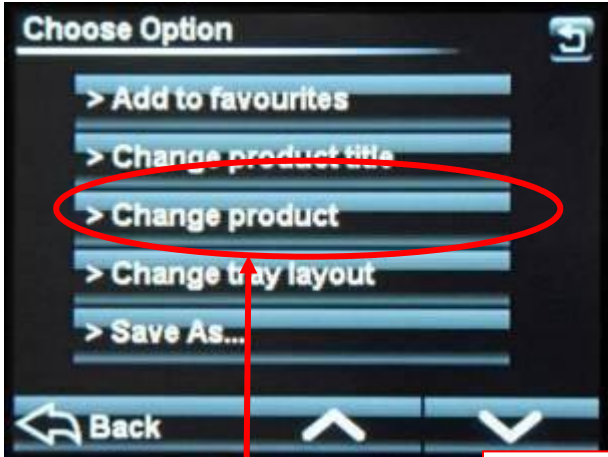 Choose Option
> Add to favourites
> Change product title
> Change product
> Change tray layout
> Save As...
Back